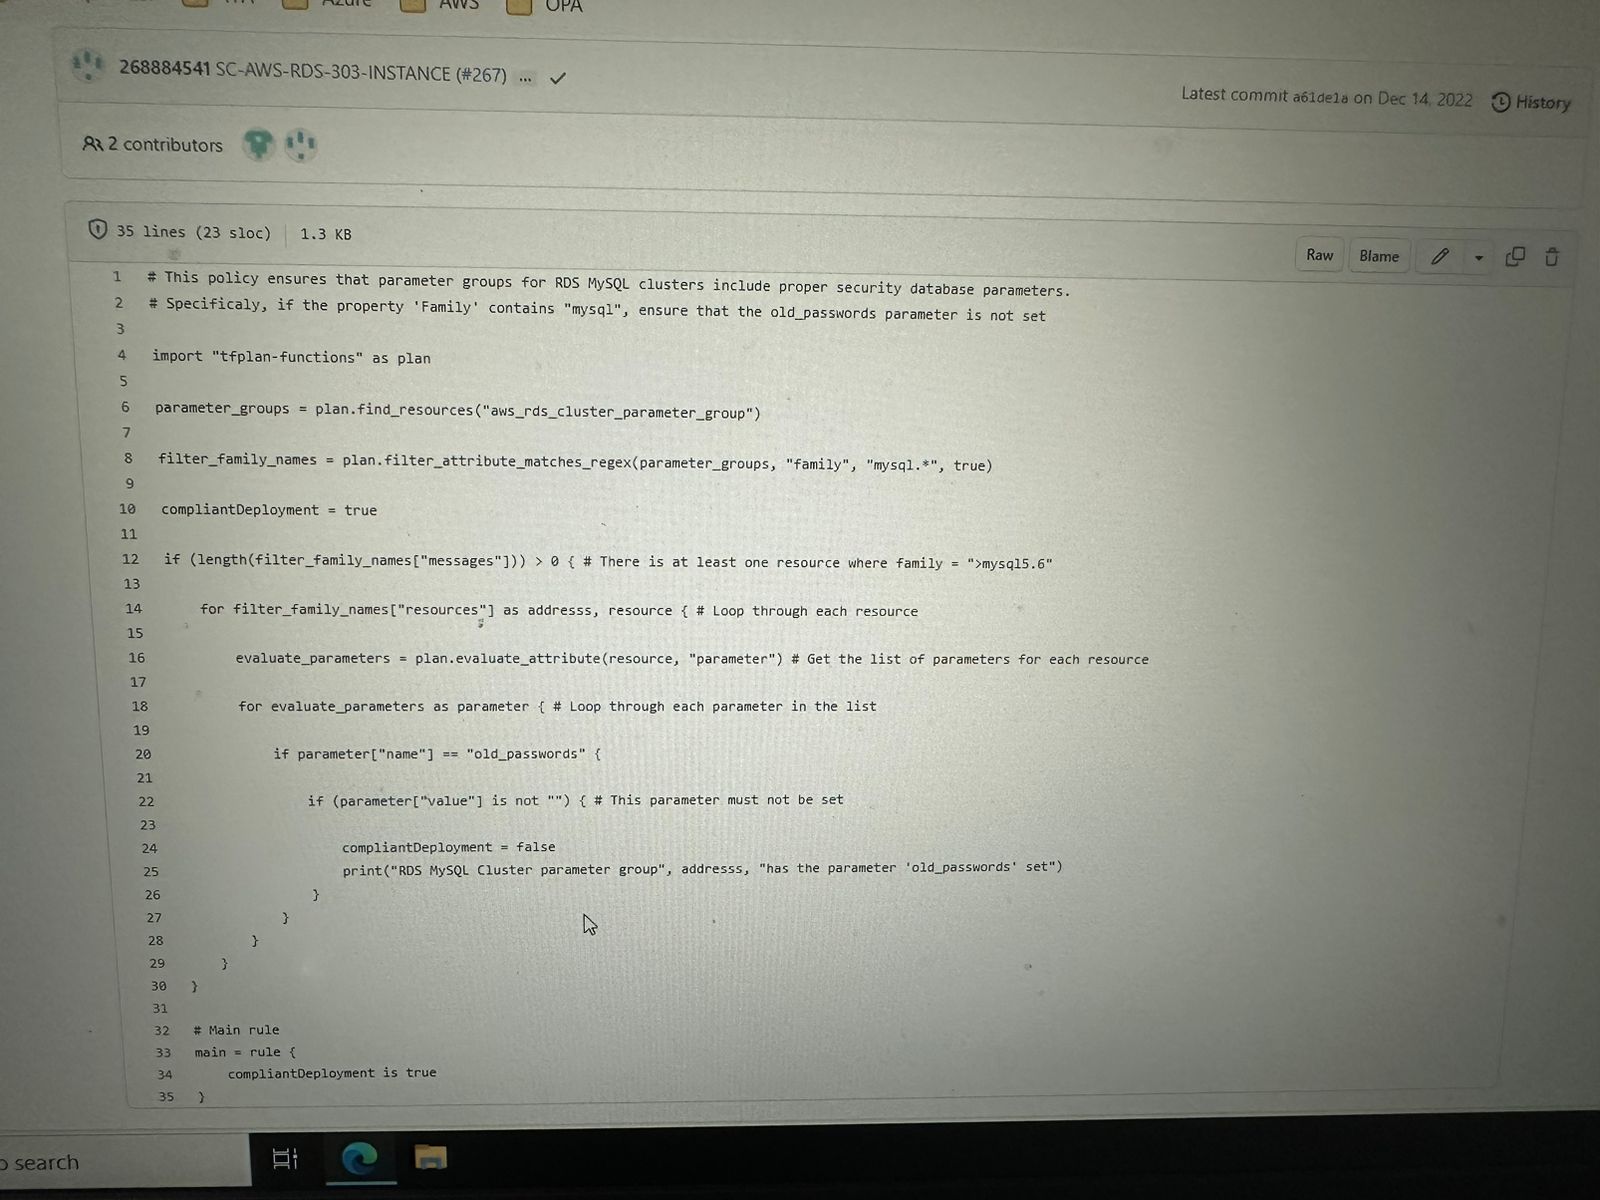 Azure AWS OPA
268884541 SC-AWS-RDS-303-INSTANCE (#267) ...
Latest commit a61de1a on Dec 14, 2022 History
2 contributors
35 lines (23 sloc) 1.3 KB
Raw Blame
1 # This policy ensures that parameter groups for RDS MySQL clusters include proper security database parameters.
2 # Specificaly, if the property 'Family' contains "mysql", ensure that the old_passwords parameter is not set
3
4 import "tfplan-functions" as plan
5
6 parameter_groups = plan.find_resources("aws_rds_cluster_parameter_group")
7
8 filter_family_names = plan.filter_attribute_matches_regex(parameter_groups, "family", "mysql.*", true)
9
10 compliantDeployment = true
11
12 if (length(filter_family_names["messages"])) > 0 { # There is at least one resource where family = ">mysql5.6"
13
14 for filter_family_names["resources"] as addresss, resource { # Loop through each resource
15
16 evaluate_parameters = plan.evaluate_attribute(resource, "parameter") # Get the list of parameters for each resource
17
18 for evaluate_parameters as parameter { # Loop through each parameter in the list
19
20 if parameter["name"] == "old_passwords" {
21
22 if (parameter["value"] is not "") { # This parameter must not be set
23
24 compliantDeployment = false
25 print("RDS MySQL Cluster parameter group", addresss, "has the parameter 'old_passwords' set")
26 }
27 }
28 }
29 }
30 }
31
32 # Main rule
33 main = rule {
34 compliantDeployment is true
35 }
search